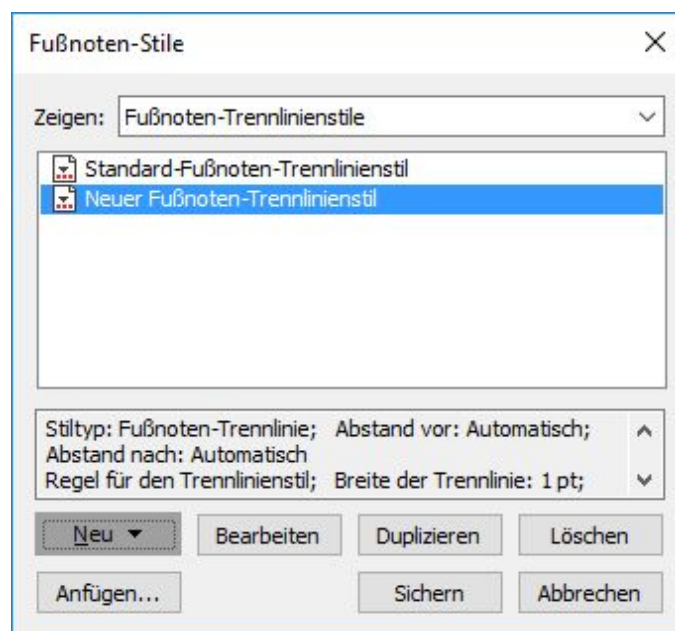 Fußnoten-Stile
Zeigen: Fußnoten-Trennlinienstile
Standard-Fußnoten-Trennlinienstil
Neuer Fußnoten-Trennlinienstil
Stiltyp: Fußnoten-Trennlinie; Abstand vor: Automatisch;
Abstand nach: Automatisch
Regel für den Trennlinienstil; Breite der Trennlinie: 1 pt;
Neu Bearbeiten Duplizieren Löschen
Anfügen... Sichern Abbrechen